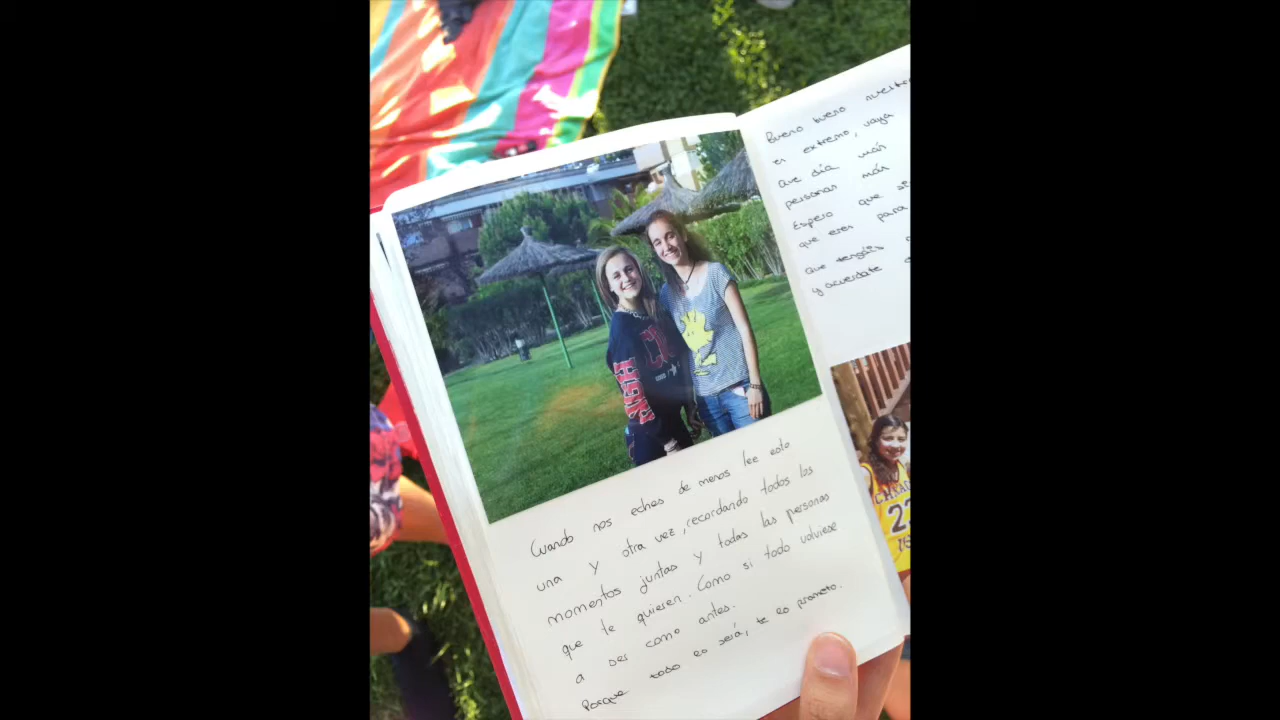 Cuando nos eches de menos lee esto
una y otra vez, recordando todos los
momentos juntas y todas las personas
que te quieren. Como si todo volviese
a ser como antes.
Porque todo lo será, te lo prometo.
Bueno bueno nuestro
es extremo, vaya
que día más
personas más
Espero que si
que eres para
que tengáis
y acuérdate